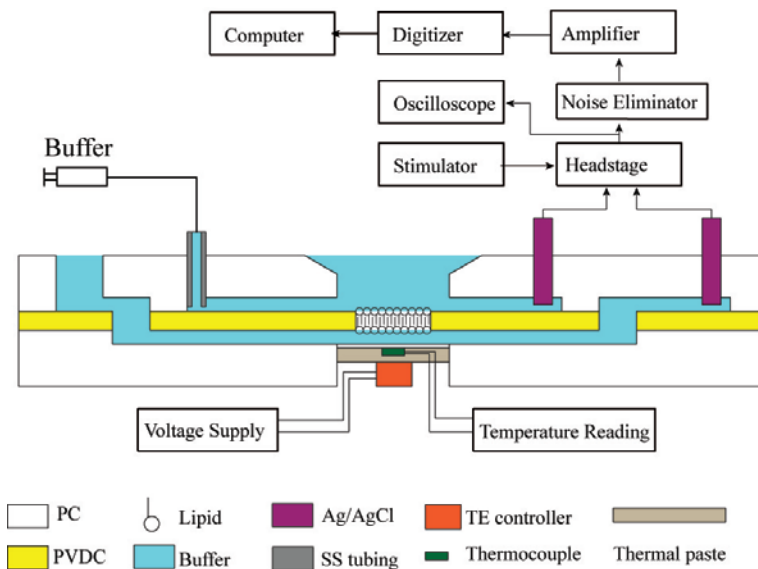 Computer
Digitizer
Amplifier
Oscilloscope
Noise Eliminator
Buffer
Stimulator
Headstage
Voltage Supply
Temperature Reading
PC
Lipid
Ag/AgCl
TE controller
PVDC
Buffer
SS tubing
Thermocouple
Thermal paste